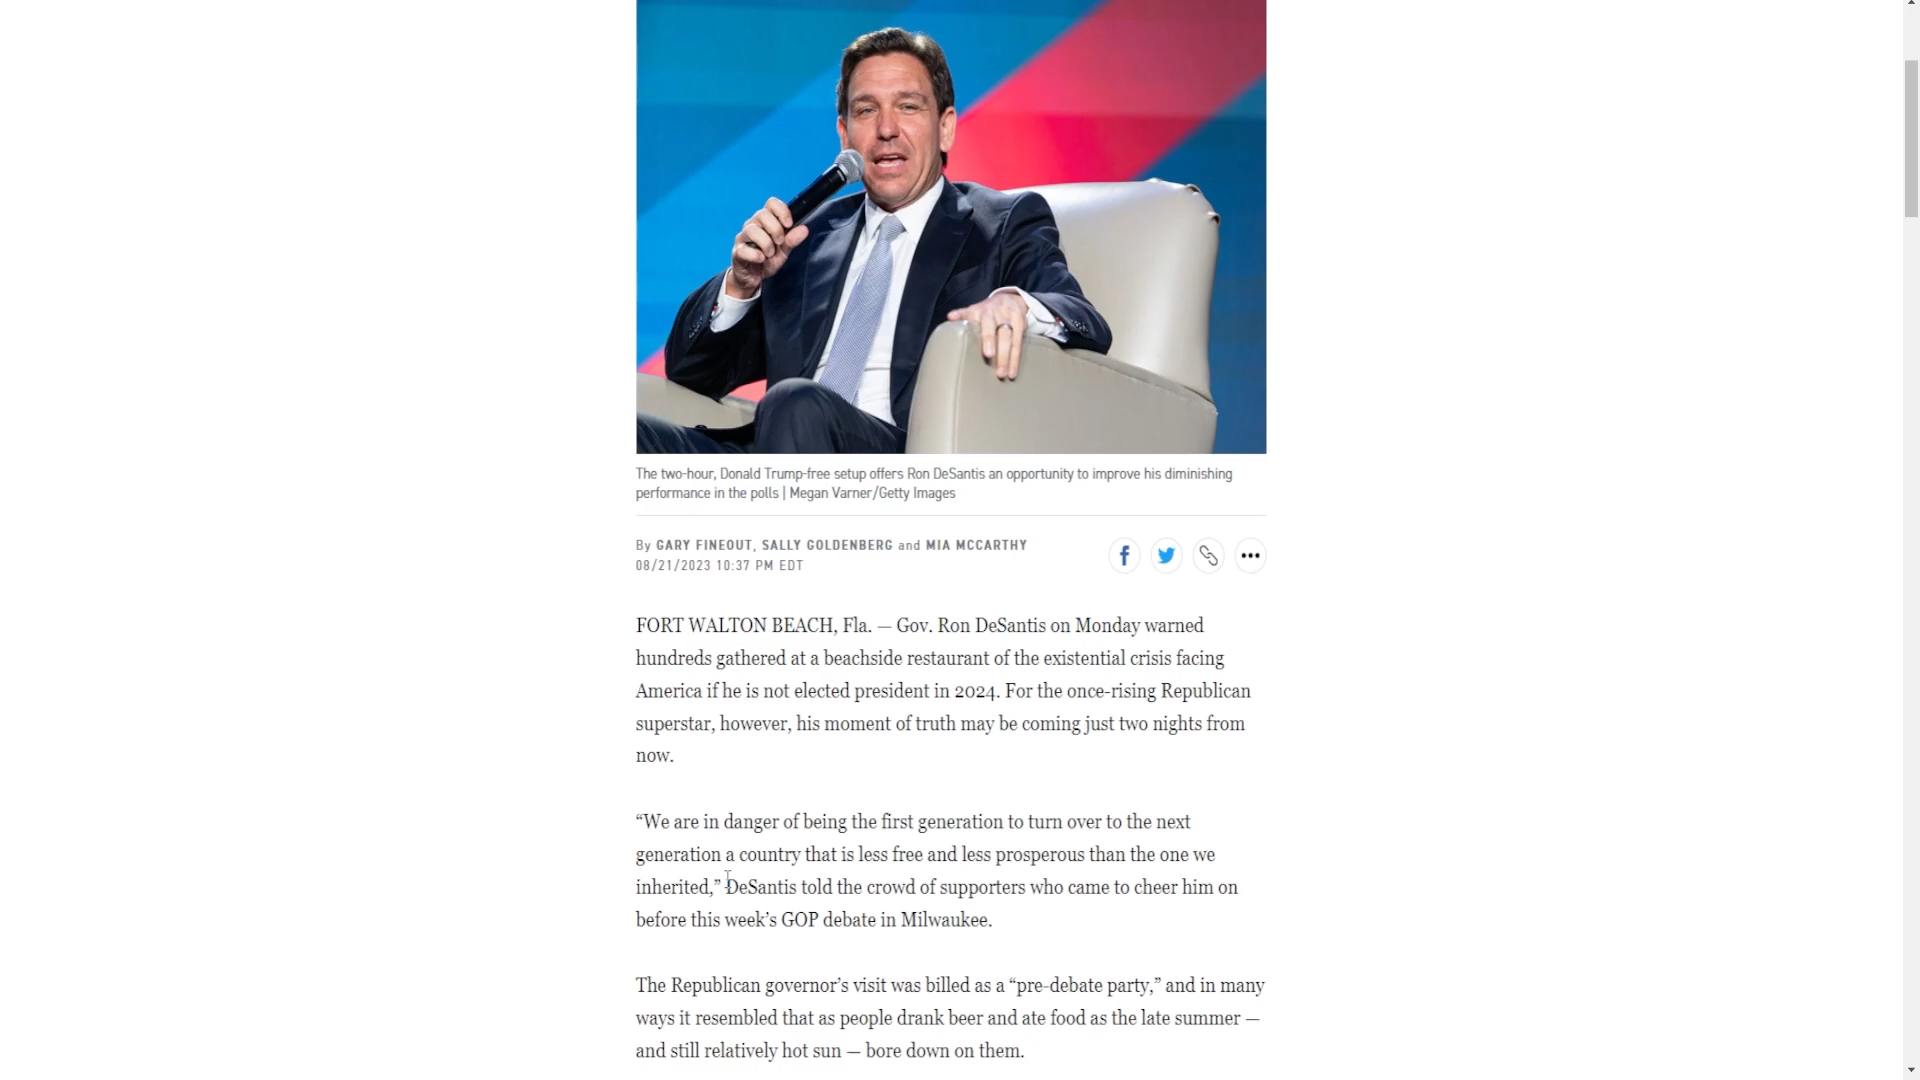 The two-hour, Donald Trump-free setup offers Ron DeSantis an opportunity to improve his diminishing
performance in the polls | Megan Varner/Getty Images
By GARY FINEOUT, SALLY GOLDENBERG and MIA MCCARTHY
08/21/2023 10:37 PM EDT
FORT WALTON BEACH, Fla. — Gov. Ron DeSantis on Monday warned
hundreds gathered at a beachside restaurant of the existential crisis facing
America if he is not elected president in 2024. For the once-rising Republican
superstar, however, his moment of truth may be coming just two nights from
now.
“We are in danger of being the first generation to turn over to the next
generation a country that is less free and less prosperous than the one we
inherited,” DeSantis told the crowd of supporters who came to cheer him on
before this week’s GOP debate in Milwaukee.
The Republican governor’s visit was billed as a “pre-debate party,” and in many
ways it resembled that as people drank beer and ate food as the late summer —
and still relatively hot sun — bore down on them.